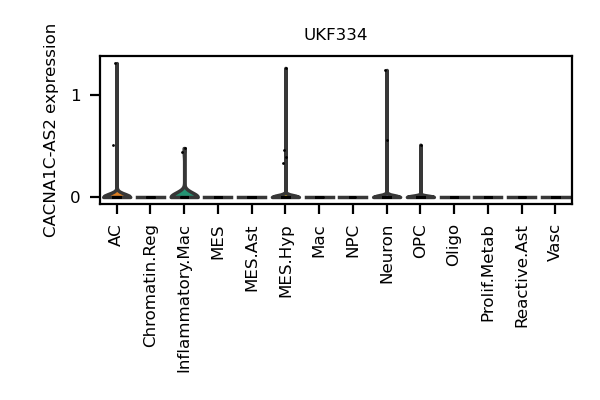 UKF334
CACNA1C-AS2 expression
1
0
AC
Chromatin.Reg
Inflammatory.Mac
MES
MES.Ast
MES.Hyp
Mac
NPC
Neuron
OPC
Oligo
Prolif.Metab
Reactive.Ast
Vasc